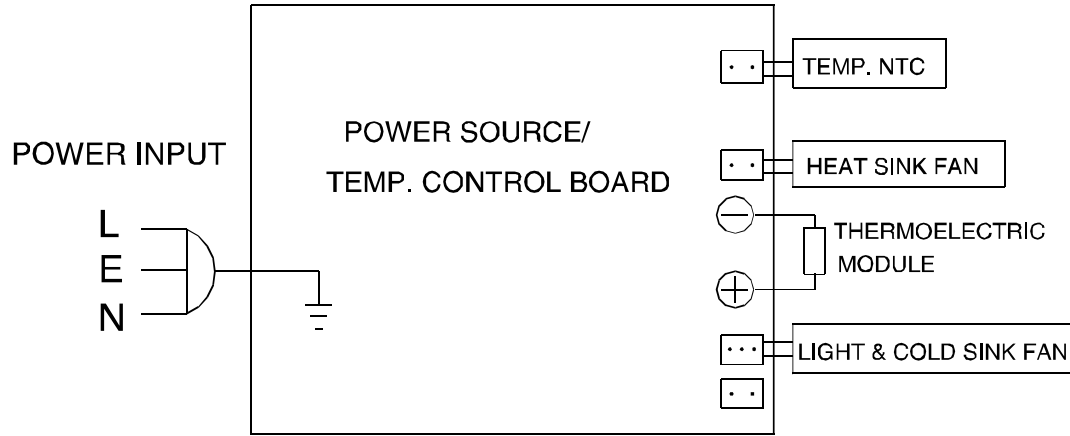 POWER INPUT
L
E
N
POWER SOURCE/
TEMP. CONTROL BOARD
TEMP. NTC
HEAT SINK FAN
THERMOELECTRIC
MODULE
LIGHT & COLD SINK FAN